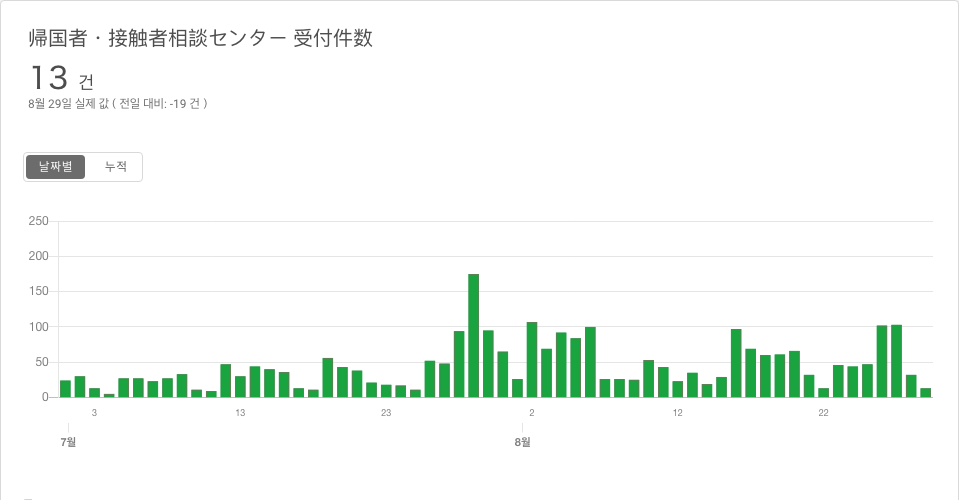 帰国者・接触者相談センター 受付件数
13 건
8월 29일 실제 값 ( 전일 대비: -19 건 )
날짜별 누적
250
200
150
100
50
0
3 13 23 2 12 22
7월 8월